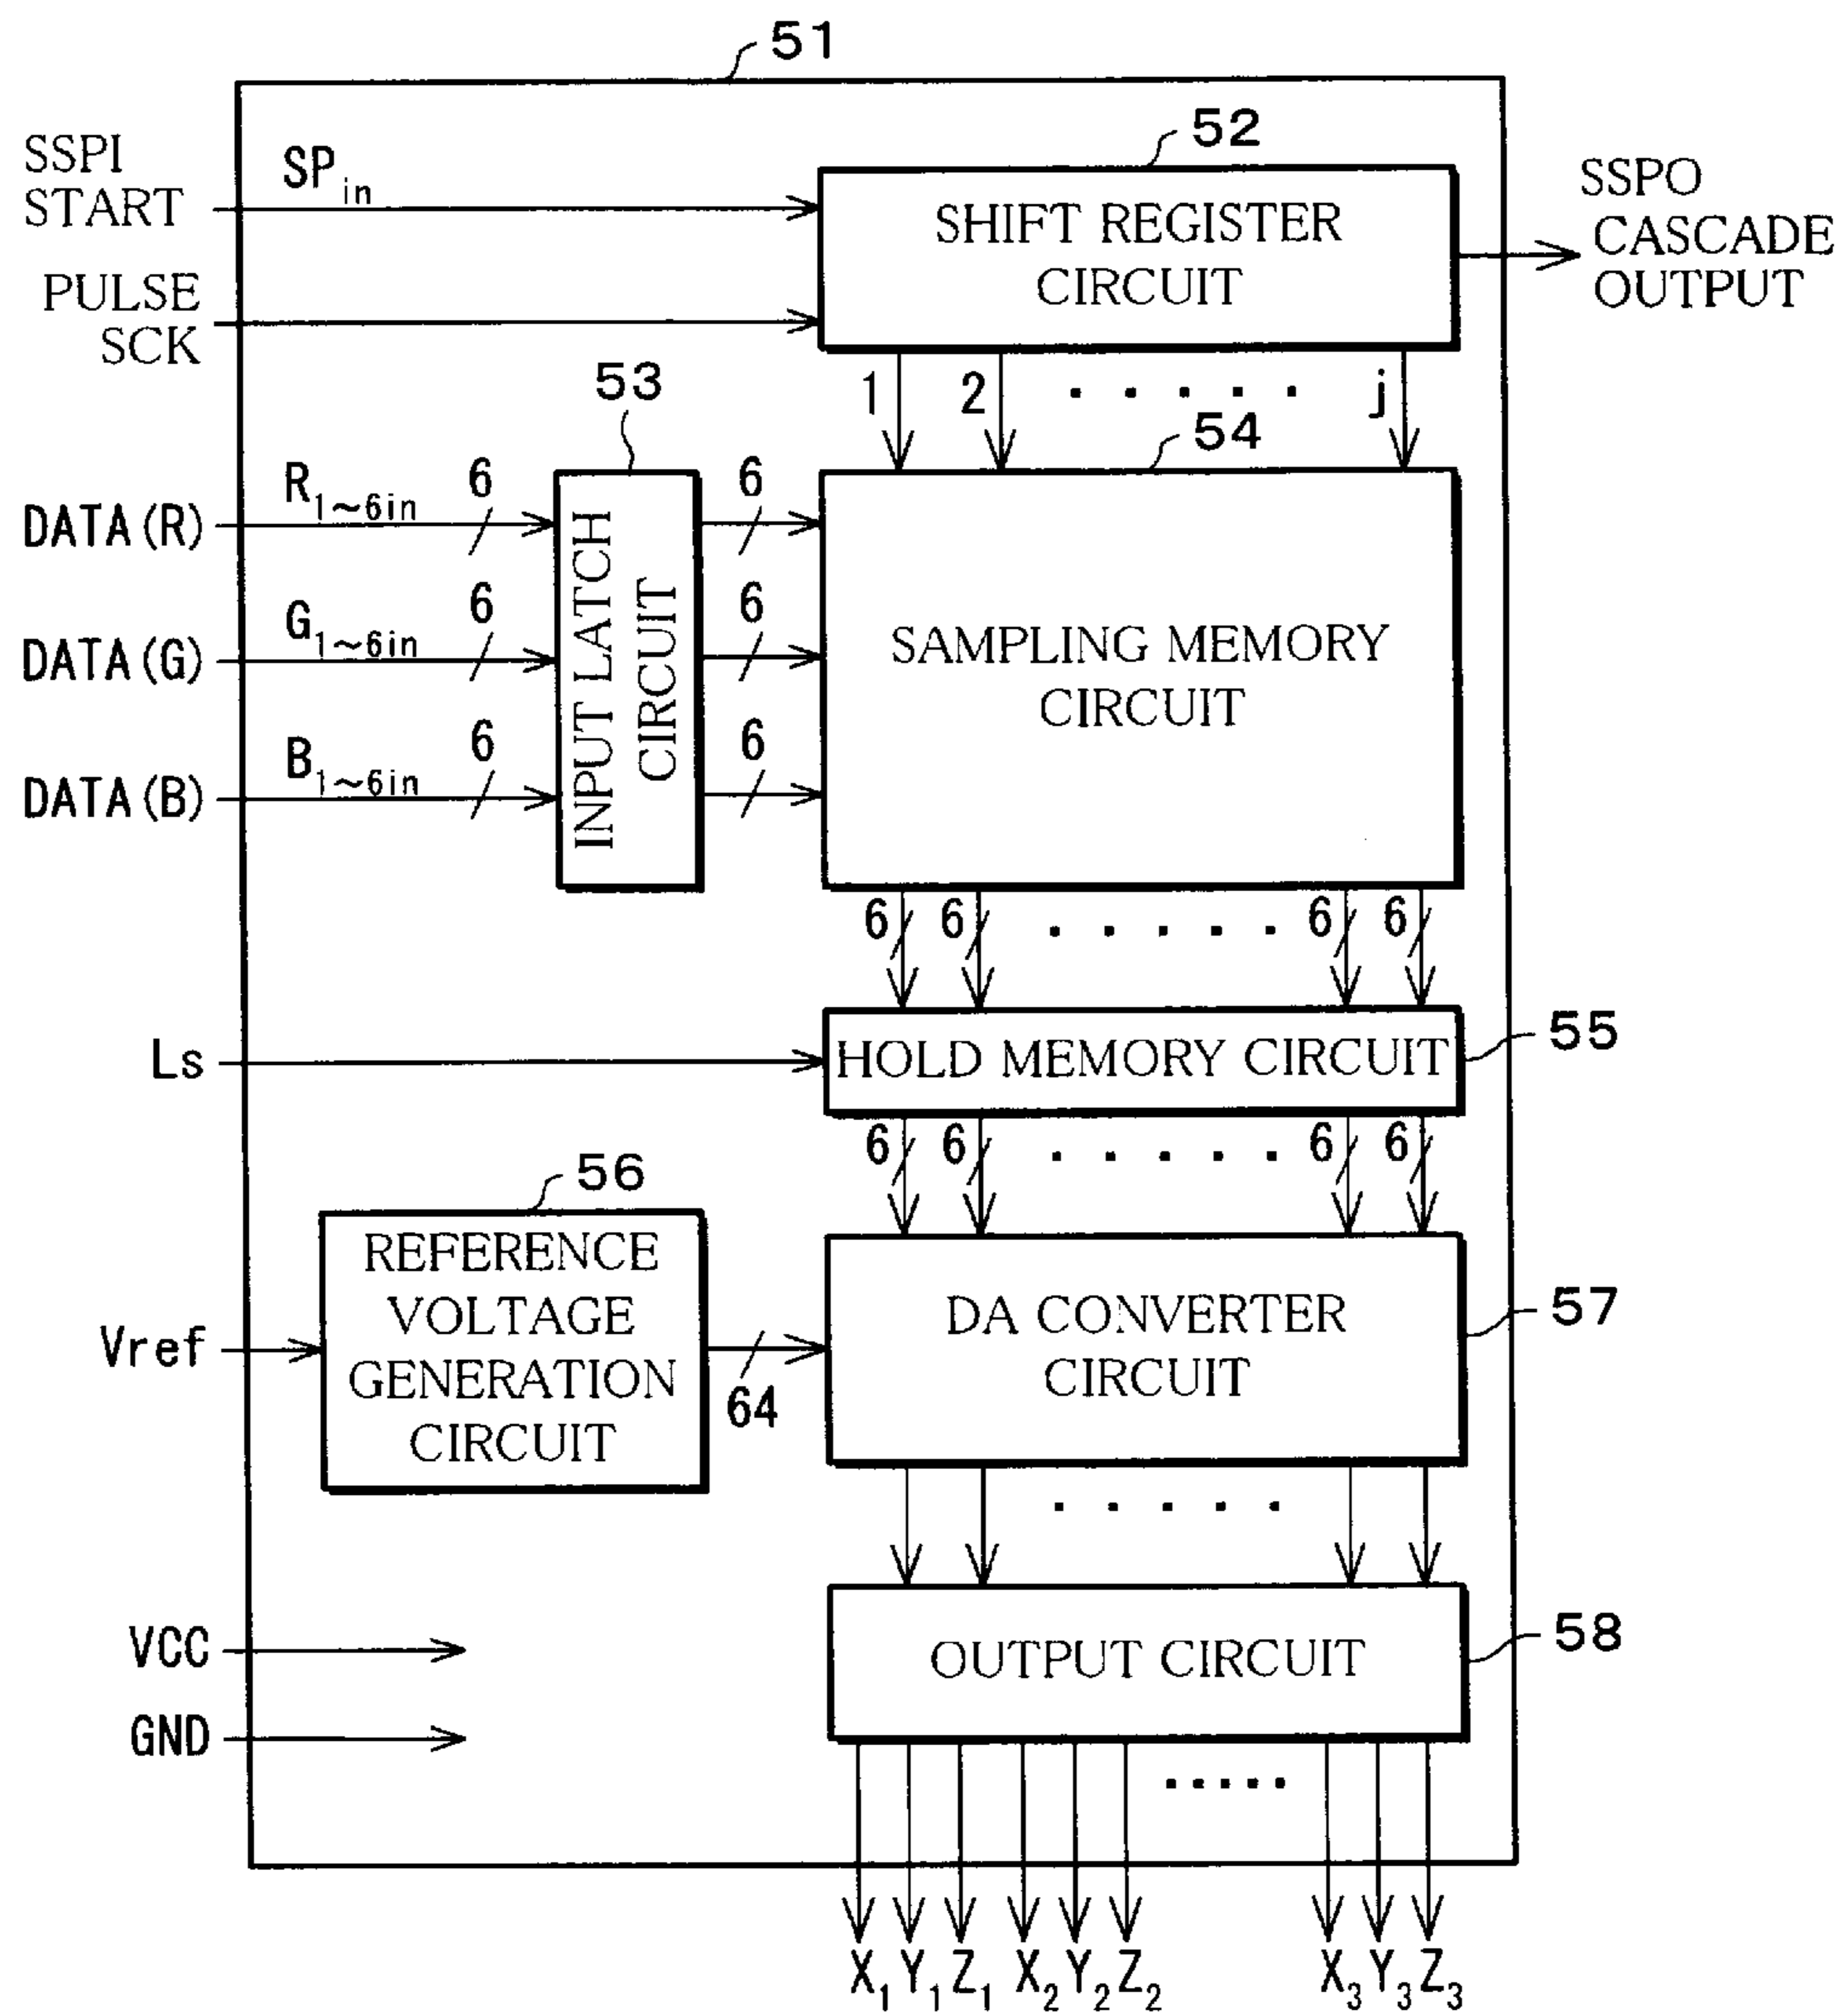 51
SSPI
START
SPin
52
SHIFT REGISTER
CIRCUIT
SSPO
CASCADE
OUTPUT
PULSE
SCK
1 2 ..... j
53
54
DATA(R)
R1~6in
6
6
DATA(G)
G1~6in
6
6
DATA(B)
B1~6in
6
6
INPUT LATCH
CIRCUIT
SAMPLING MEMORY
CIRCUIT
6 6 ..... 6 6
Ls
HOLD MEMORY CIRCUIT
55
6 6 ..... 6 6
56
REFERENCE
VOLTAGE
GENERATION
CIRCUIT
Vref
64
DA CONVERTER
CIRCUIT
57
.....
VCC
GND
OUTPUT CIRCUIT
58
.....
X1 Y1 Z1 X2 Y2 Z2 X3 Y3 Z3